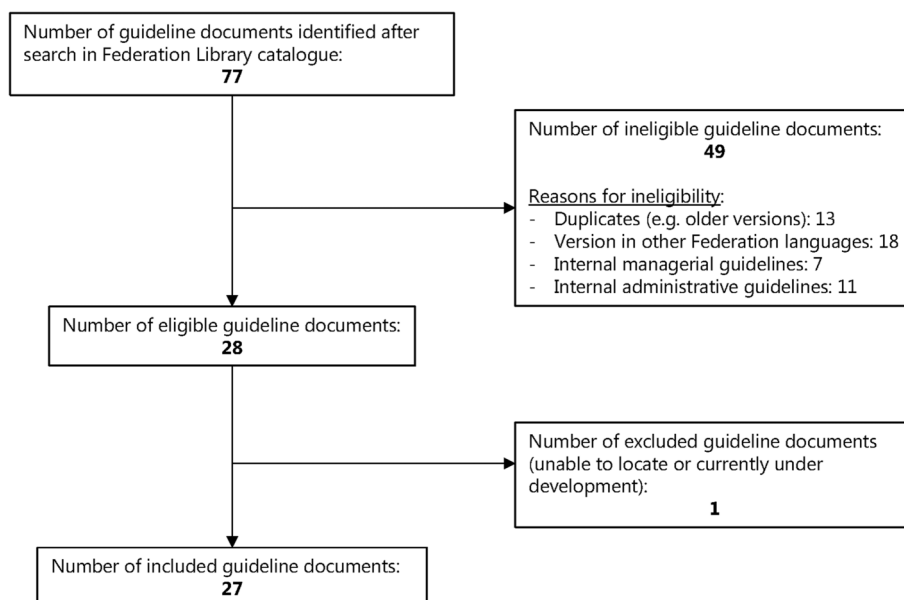 Number of guideline documents identified after
search in Federation Library catalogue:
77
Number of ineligible guideline documents:
49
Reasons for ineligibility:
- Duplicates (e.g. older versions): 13
- Version in other Federation languages: 18
- Internal managerial guidelines: 7
- Internal administrative guidelines: 11
Number of eligible guideline documents:
28
Number of excluded guideline documents
(unable to locate or currently under
development):
1
Number of included guideline documents:
27